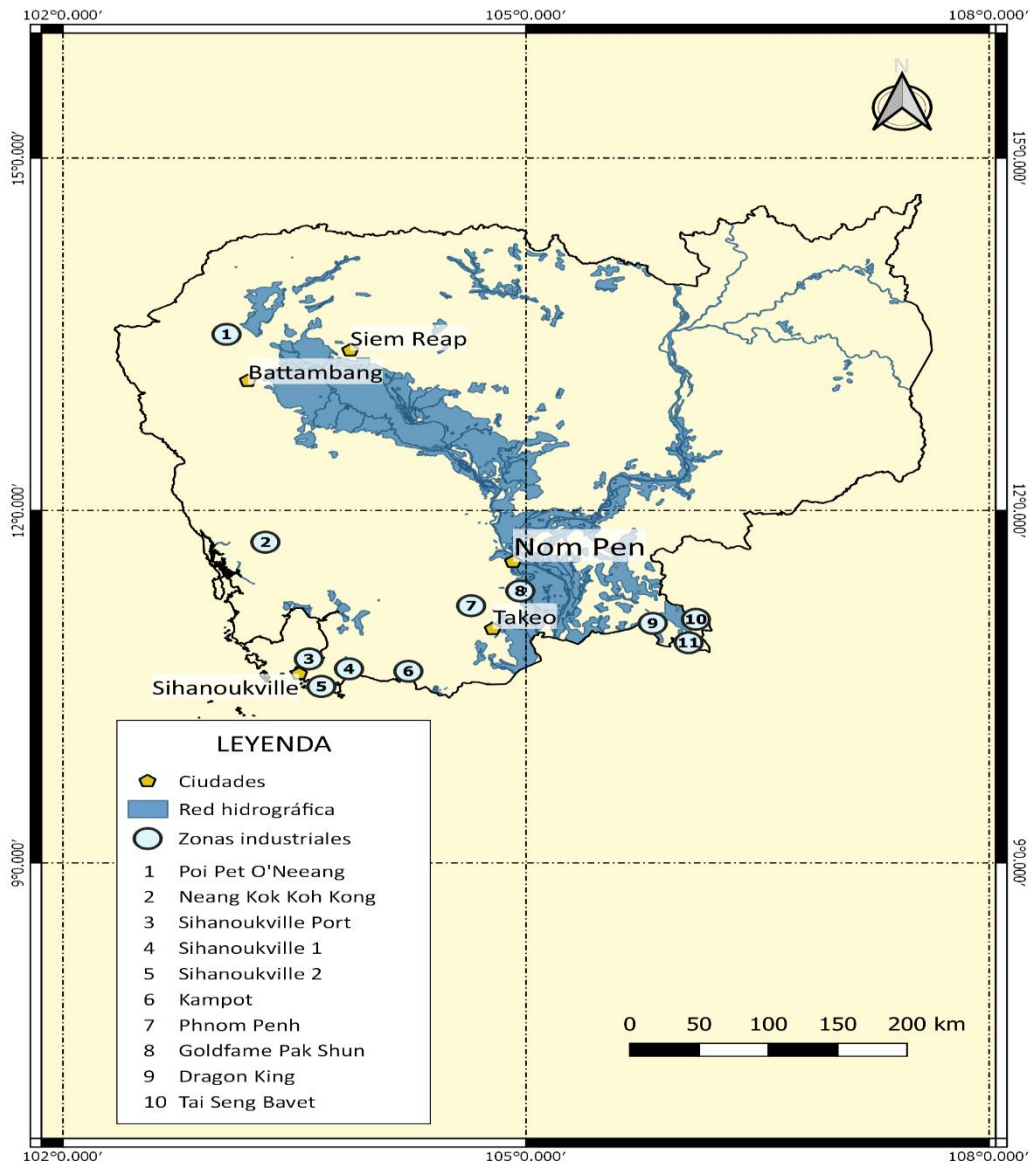 102°0.000′ 105°0.000′ 108°0.000′
N
15°0.000′ 15°0.000′
1 Siem Reap
Battambang
12°0.000′ 12°0.000′
2
Nom Pen
8
7
Takeo
9 10
11
3
4 6
Sihanoukville 5
LEYENDA
Ciudades
Red hidrográfica
Zonas industriales
9°0.000′ 9°0.000′
1 Poi Pet O'Neeang
2 Neang Kok Koh Kong
3 Sihanoukville Port
4 Sihanoukville 1
5 Sihanoukville 2
6 Kampot
7 Phnom Penh
8 Goldfame Pak Shun
9 Dragon King
10 Tai Seng Bavet
0 50 100 150 200 km
102°0.000′ 105°0.000′ 108°0.000′